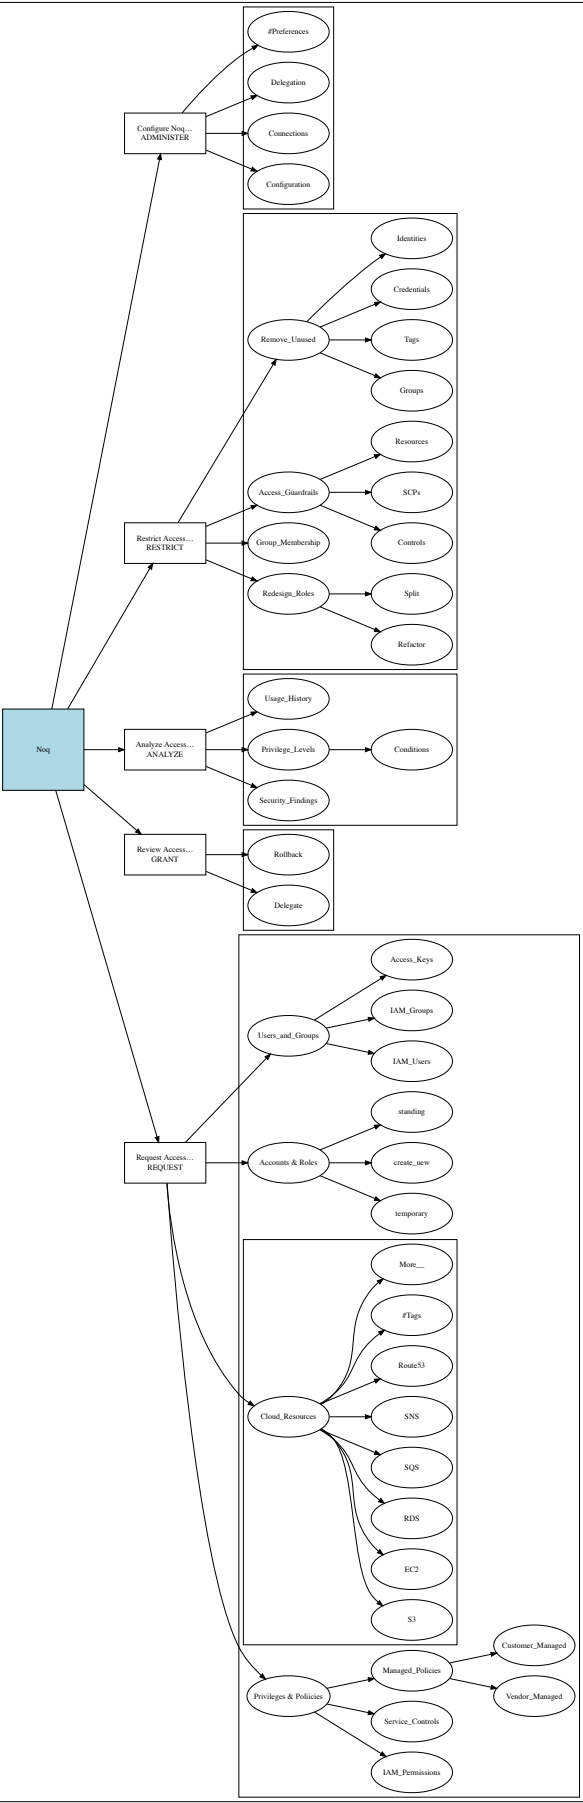 #Preferences
Delegation
Configure Noq...
ADMINISTER
Connections
Configuration
Identities
Credentials
Remove_Unused
Tags
Groups
Resources
Access_Guardrails
SCPs
Restrict Access...
RESTRICT
Group_Membership
Controls
Redesign_Roles
Split
Refactor
Usage_History
Noq
Analyze Access...
ANALYZE
Privilege_Levels
Conditions
Security_Findings
Review Access...
GRANT
Rollback
Delegate
Access_Keys
IAM_Groups
Users_and_Groups
IAM_Users
standing
Request Access...
REQUEST
Accounts & Roles
create_new
temporary
More__
#Tags
Route53
Cloud_Resources
SNS
SQS
RDS
EC2
S3
Customer_Managed
Managed_Policies
Privileges & Poliicies
Vendor_Managed
Service_Controls
IAM_Permissions